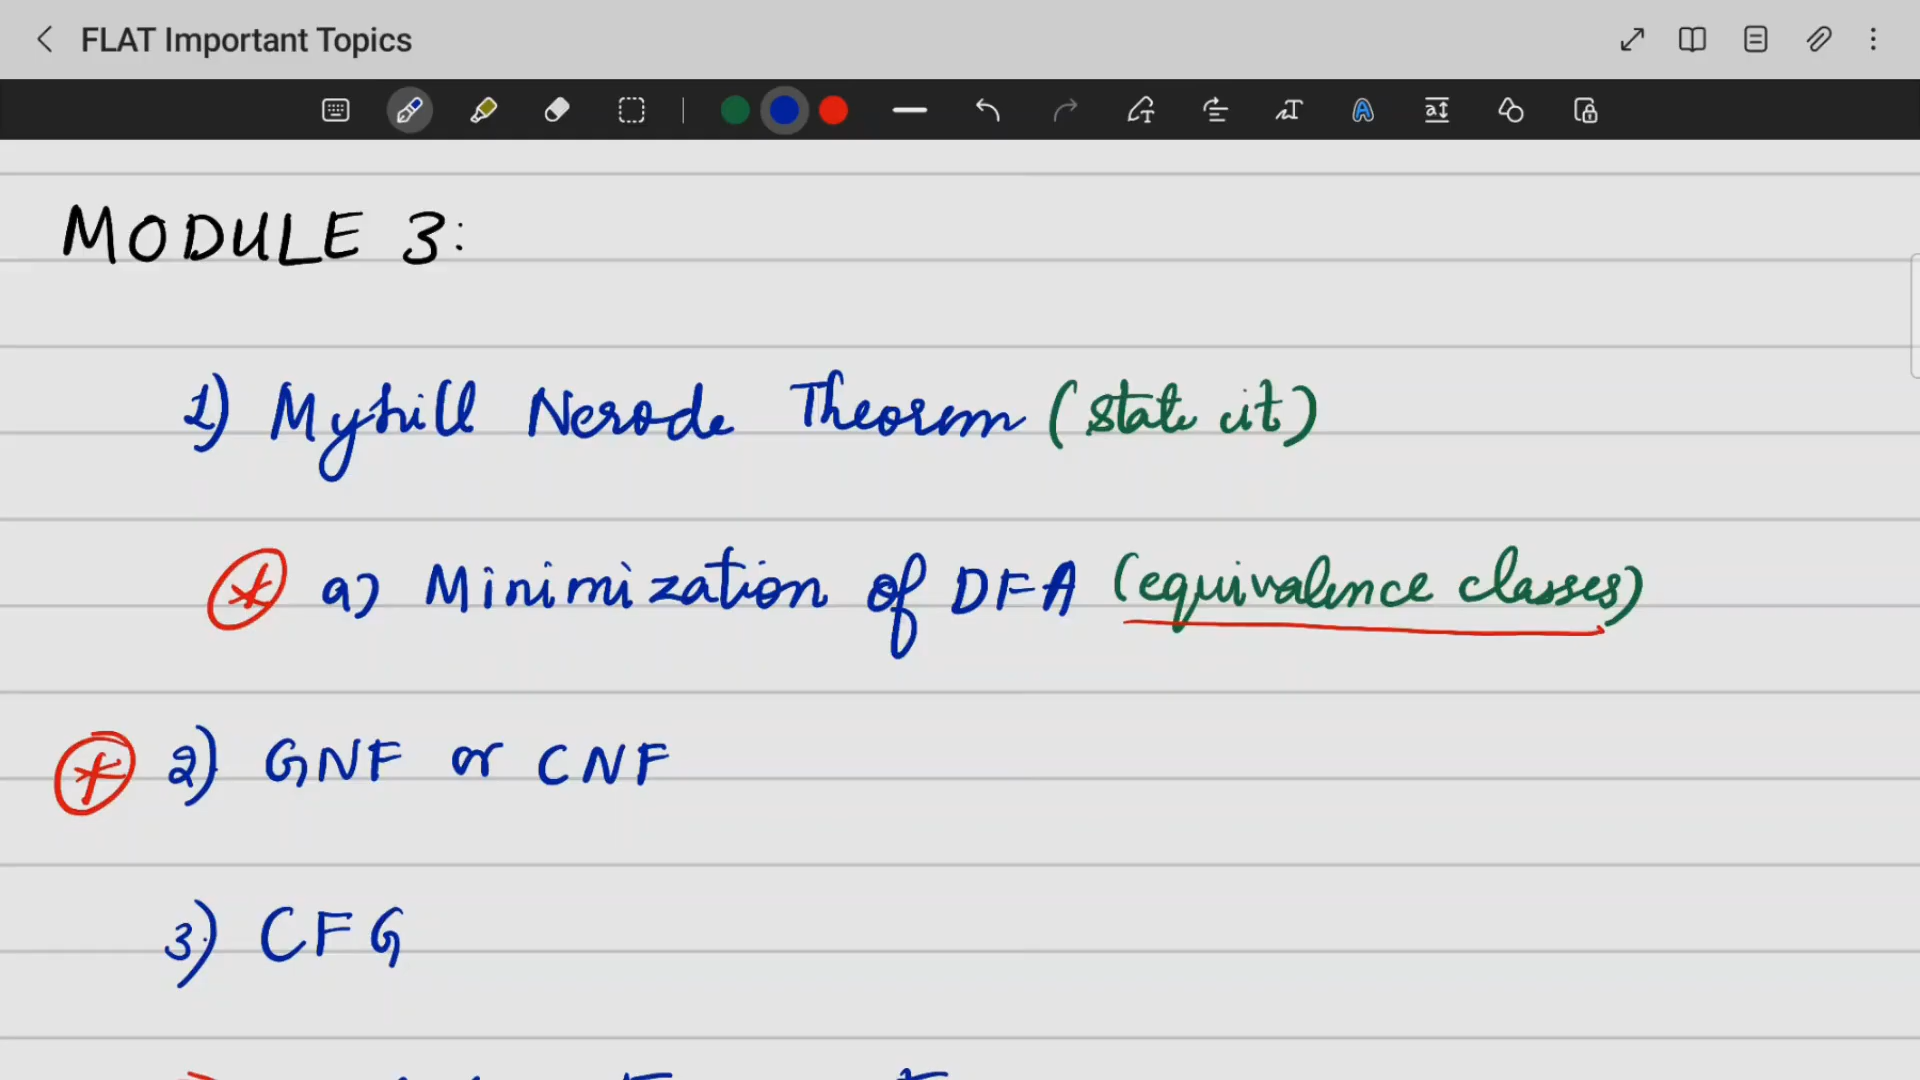 FLAT Important Topics
MODULE 3:
1) Myhill Nerode Theorem (state it)
a) Minimization of DFA (equivalence classes)
2) GNF or CNF
3) CFG